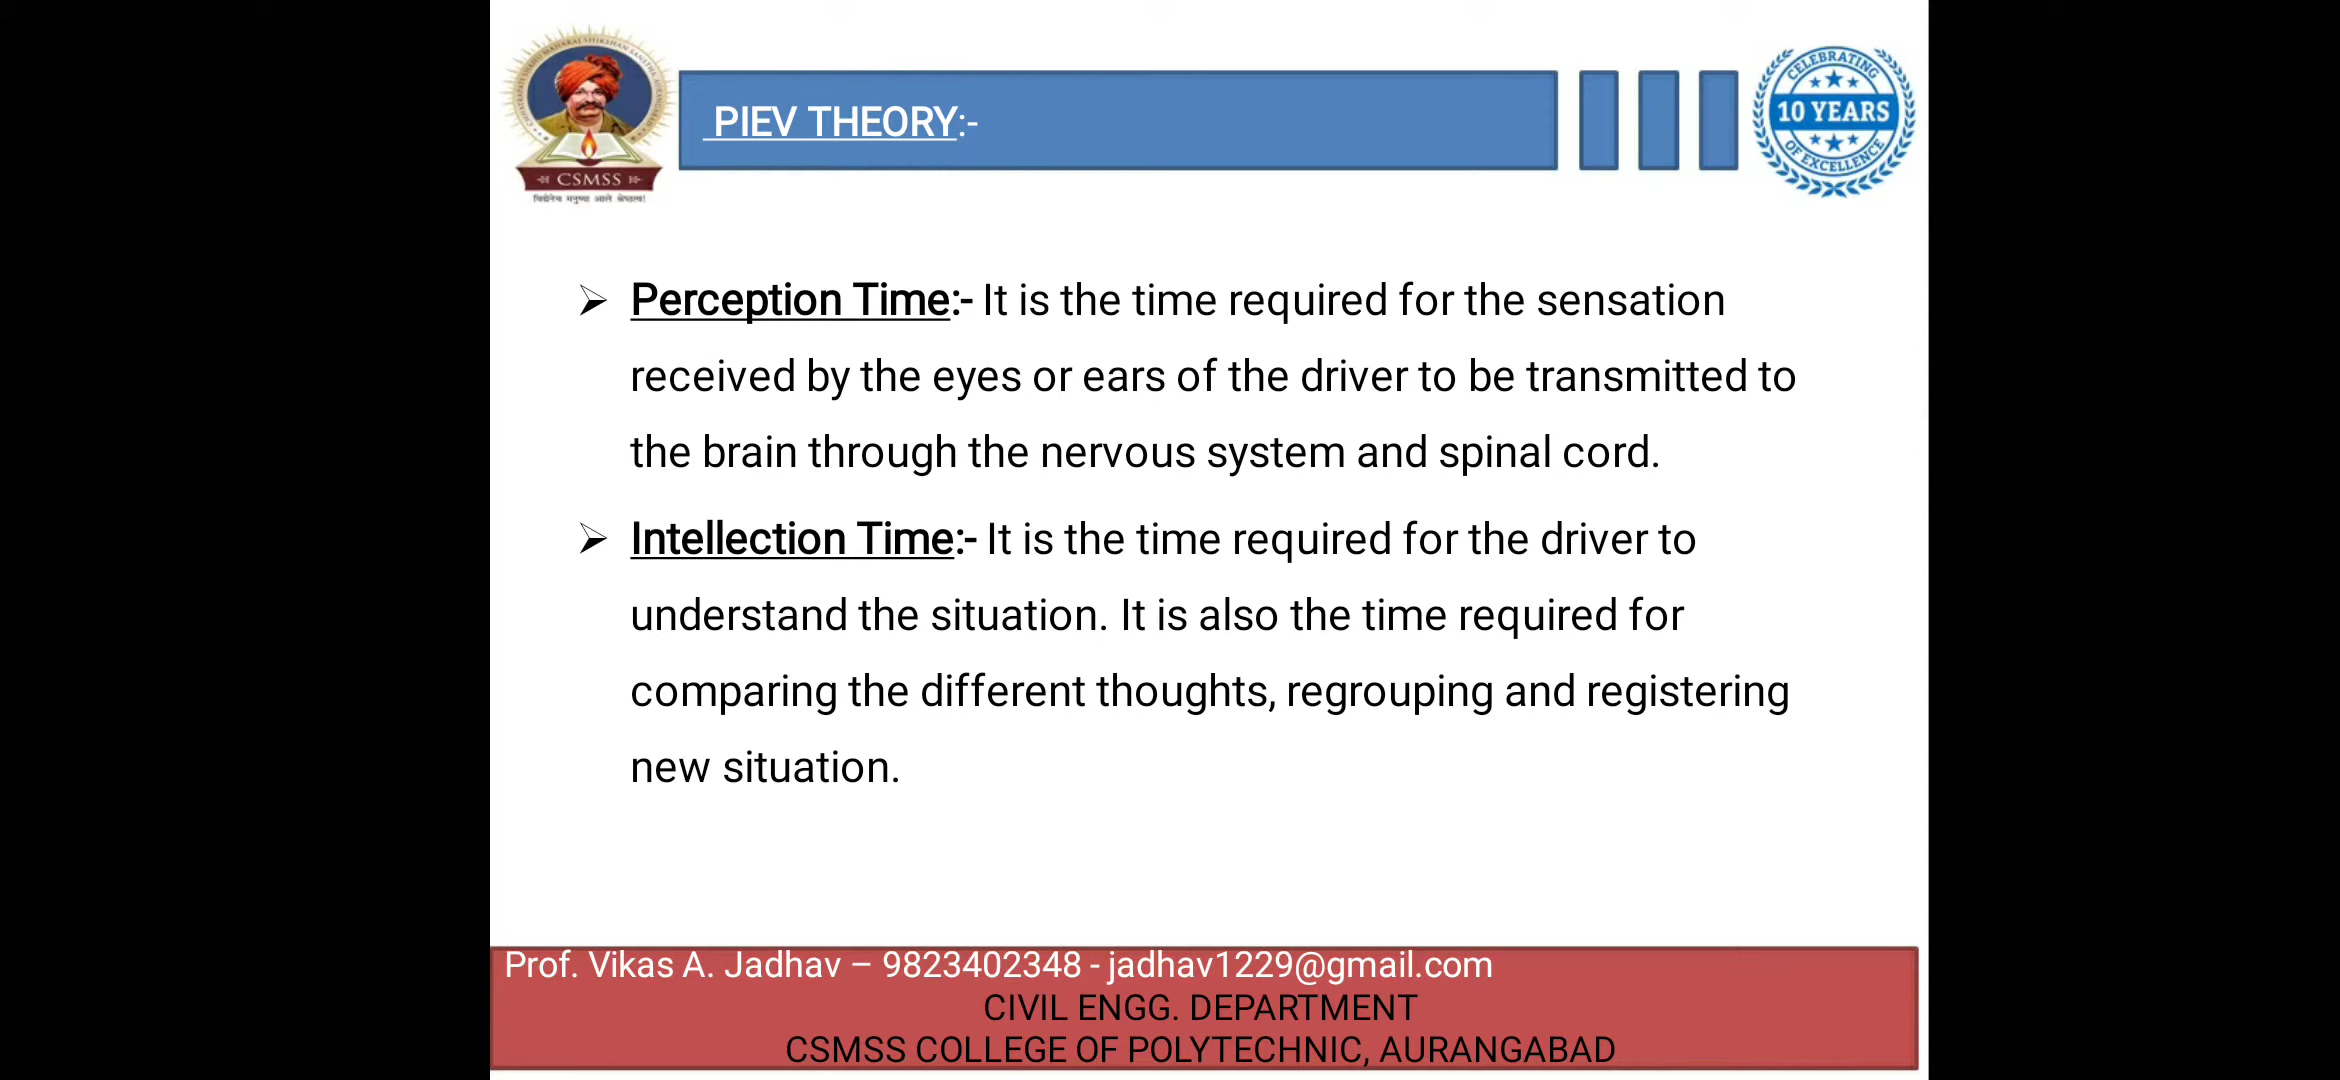 CSMSS
PIEV THEORY:-
CELEBRATING
10 YEARS
OF EXCELLENCE
➢ Perception Time:- It is the time required for the sensation
received by the eyes or ears of the driver to be transmitted to
the brain through the nervous system and spinal cord.
➢ Intellection Time:- It is the time required for the driver to
understand the situation. It is also the time required for
comparing the different thoughts, regrouping and registering
new situation.
Prof. Vikas A. Jadhav – 9823402348 - jadhav1229@gmail.com
CIVIL ENGG. DEPARTMENT
CSMSS COLLEGE OF POLYTECHNIC, AURANGABAD